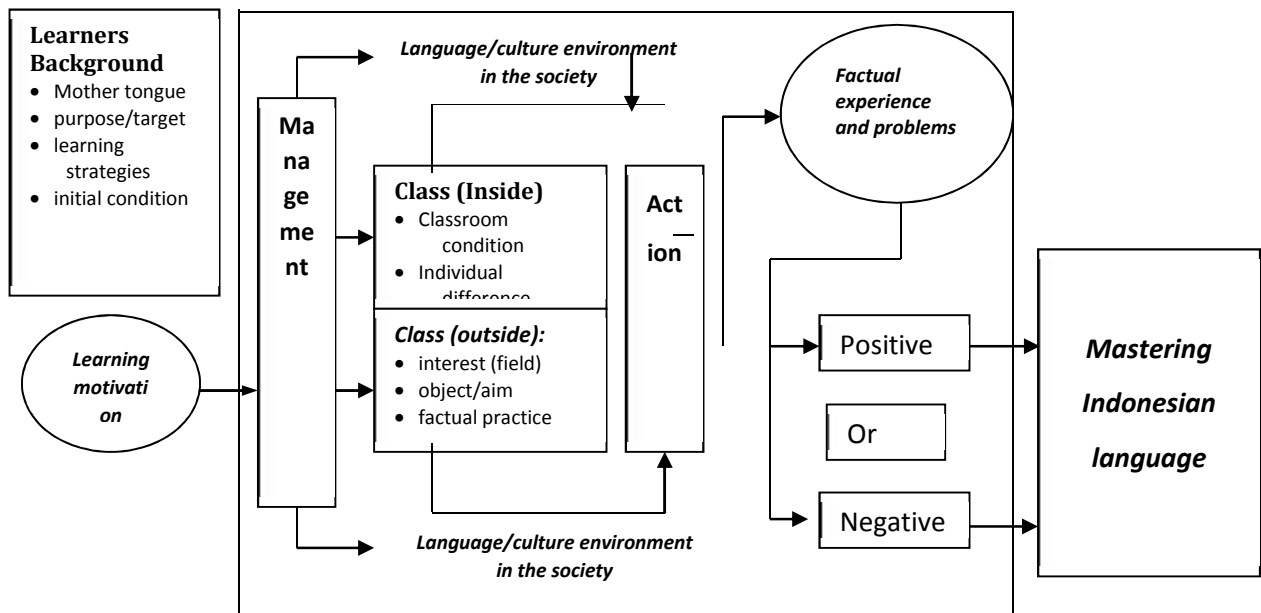 Learners
Background
• Mother tongue
• purpose/target
• learning
strategies
• initial condition
Learning
motivati
on
Ma
na
ge
me
nt
Language/culture environment
in the society
Class (Inside)
• Classroom
condition
• Individual
difference
Class (outside):
• interest (field)
• object/aim
• factual practice
Language/culture environment
in the society
Act
ion
Factual
experience
and problems
Positive
Or
Negative
Mastering
Indonesian
language